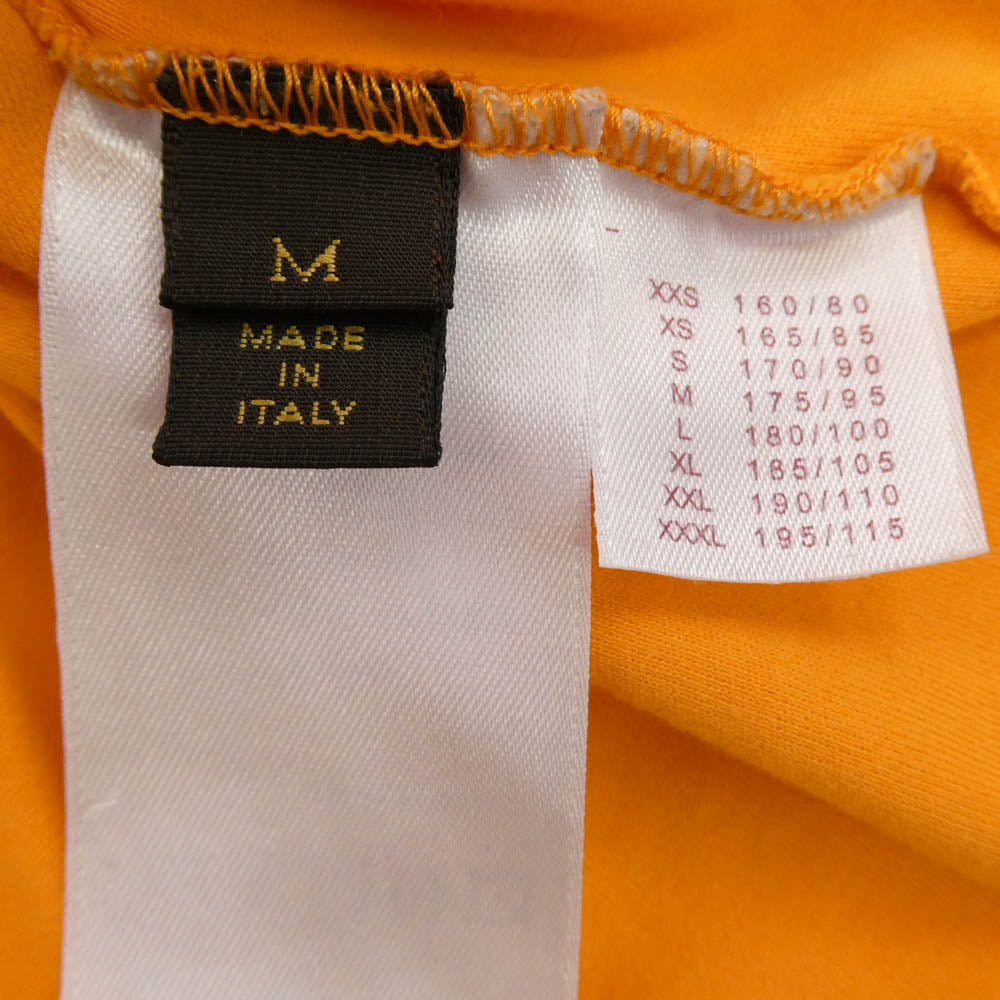 M
MADE
IN
ITALY
XXS 160/80
XS 165/85
S 170/90
M 175/95
L 180/100
XL 185/105
XXL 190/110
XXXL 195/115